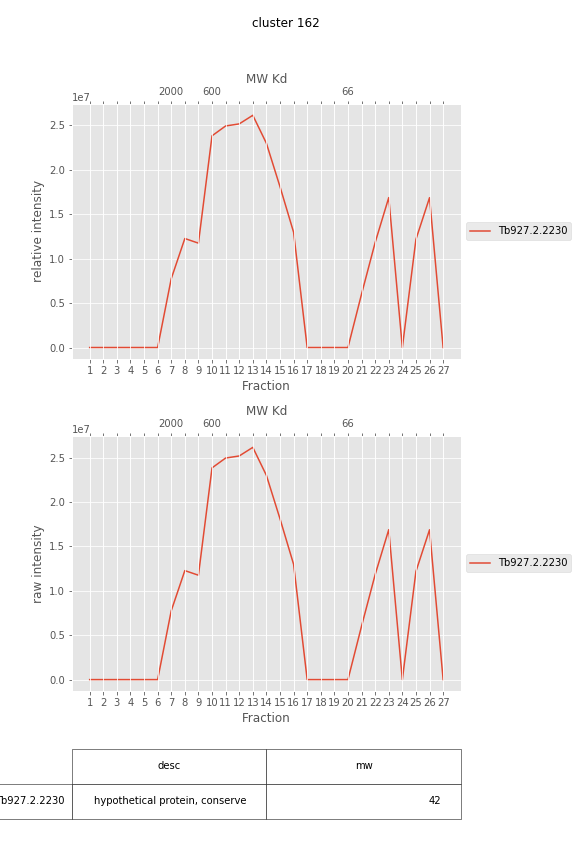 cluster 162
MW Kd
1e7 2000 600 66
2.5
2.0
1.5
1.0
0.5
0.0
relative intensity
Tb927.2.2230
1 2 3 4 5 6 7 8 9 10 11 12 13 14 15 16 17 18 19 20 21 22 23 24 25 26 27
Fraction
MW Kd
1e7 2000 600 66
2.5
2.0
1.5
1.0
0.5
0.0
raw intensity
Tb927.2.2230
1 2 3 4 5 6 7 8 9 10 11 12 13 14 15 16 17 18 19 20 21 22 23 24 25 26 27
Fraction
desc mw
b927.2.2230 hypothetical protein, conserve 42